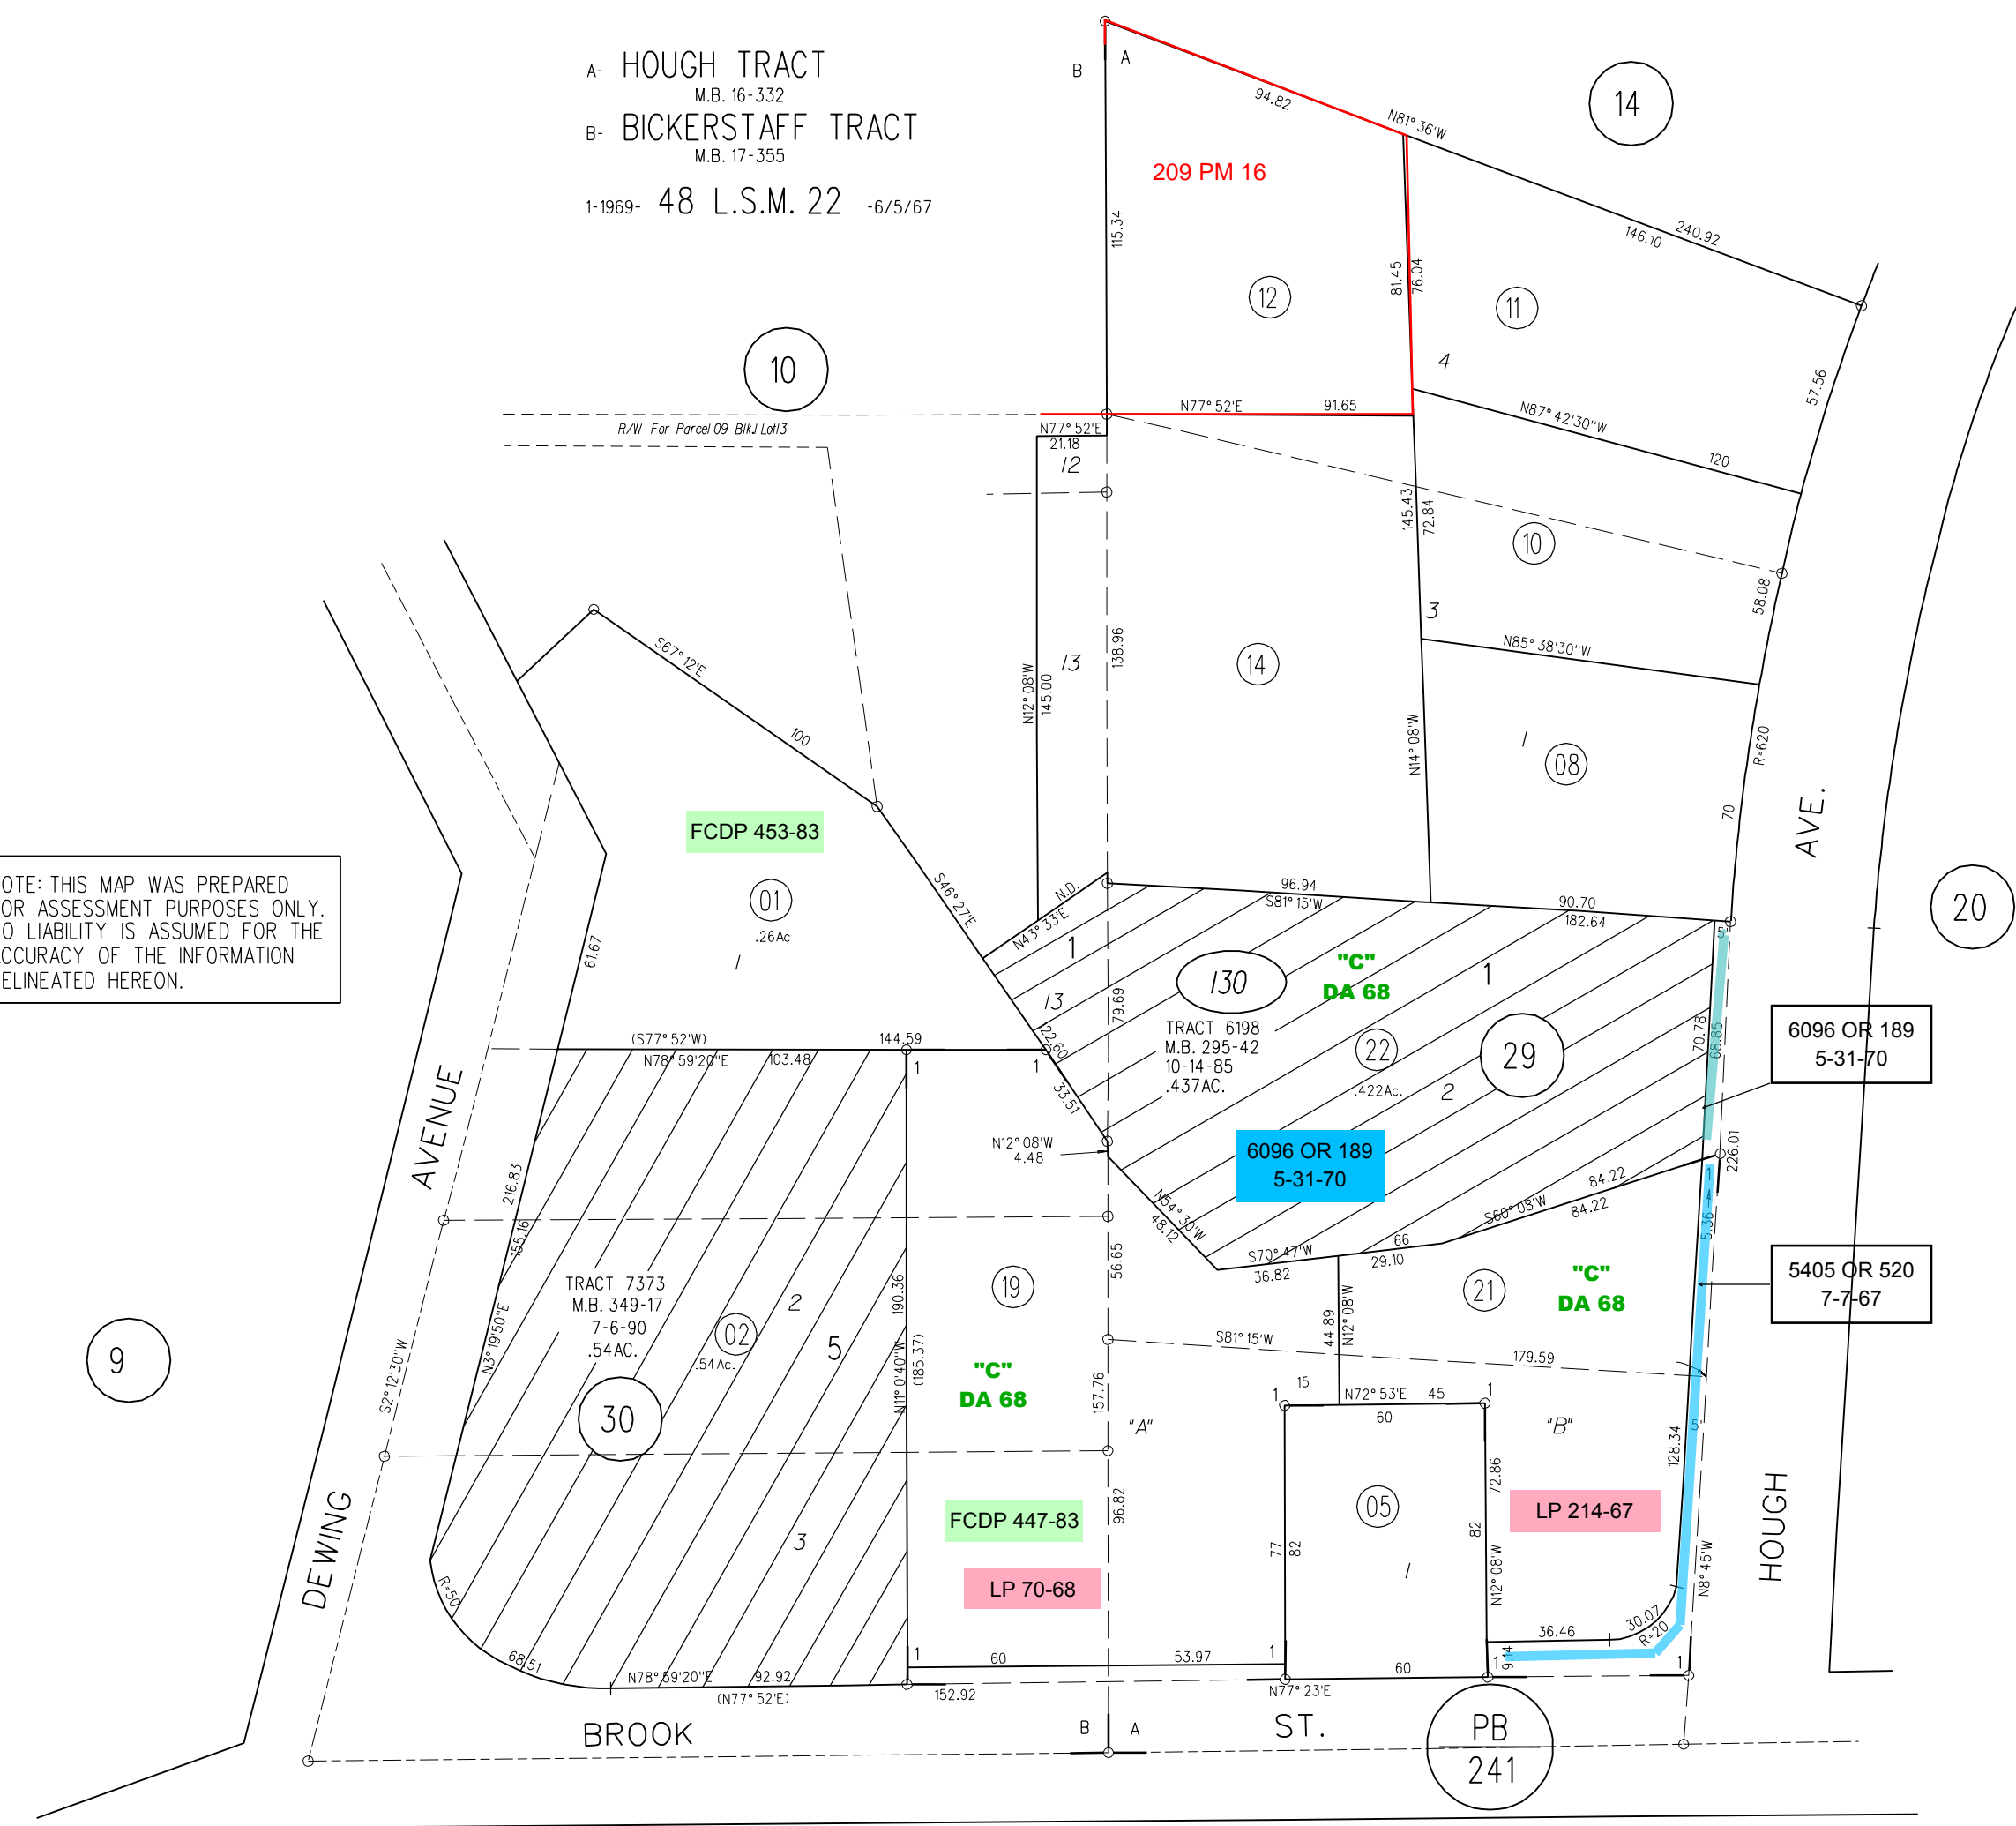 A- HOUGH TRACT
M.B. 16-332
B- BICKERSTAFF TRACT
M.B. 17-355
1-1969- 48 L.S.M. 22 -6/5/67
B
A
94.82
N81°36'W
14
209 PM 16
115.34
240.92
146.10
81.45
76.04
12
11
4
57.56
10
N77°52'E
91.65
N87°42'30"W
120
R/W For Parcel 09 Blk.1 Lot13
N77°52'E
21.18
12
145.43
72.84
10
58.08
3
S67°12'E
100
13
138.96
N12°08'W
145.00
14
N85°38'30"W
N14°08'W
1
08
R=620
70
AVE.
FCDP 453-83
01
.26Ac
1
S46°27'E
N.D.
N43°33'E
96.94
S81°15'W
90.70
182.64
5'
20
OTE: THIS MAP WAS PREPARED
OR ASSESSMENT PURPOSES ONLY.
O LIABILITY IS ASSUMED FOR THE
CCURACY OF THE INFORMATION
ELINEATED HEREON.
61.67
1
13
130
"C"
DA 68
1
79.69
22.60
TRACT 6198
M.B. 295-42
10-14-85
.437AC.
22
.422Ac.
29
2
70.78
68.85
6096 OR 189
5-31-70
(S77°52'W)
144.59
N78°59'20"E
103.48
1
1
33.51
AVENUE
N12°08'W
4.48
6096 OR 189
5-31-70
226.01
216.83
155.16
N54°30'W
48.12
84.22
S60°08'W
84.22
1
5.36
S70°47'W
66
36.82
29.10
56.65
TRACT 7373
M.B. 349-17
7-6-90
.54AC.
2
02
.54Ac.
5
190.36
19
21
"C"
DA 68
5405 OR 520
7-7-67
9
N3°19'50"E
S2°12'30"W
44.89
N12°08'W
S81°15'W
179.59
N11°0'40"W
(185.37)
"C"
DA 68
157.76
15
1
N72°53'E
45
1
60
30
"A"
"B"
5'
128.34
DEWING
3
FCDP 447-83
96.82
05
72.86
LP 214-67
HOUGH
77
82
82
LP 70-68
1
N12°08'W
N8°45'W
R=50
68.51
36.46
30.07
R=20
1
60
53.97
1
9.14
1
1
N78°59'20"E
92.92
60
(N77°52'E)
152.92
N77°23'E
BROOK
B
A
ST.
PB
241